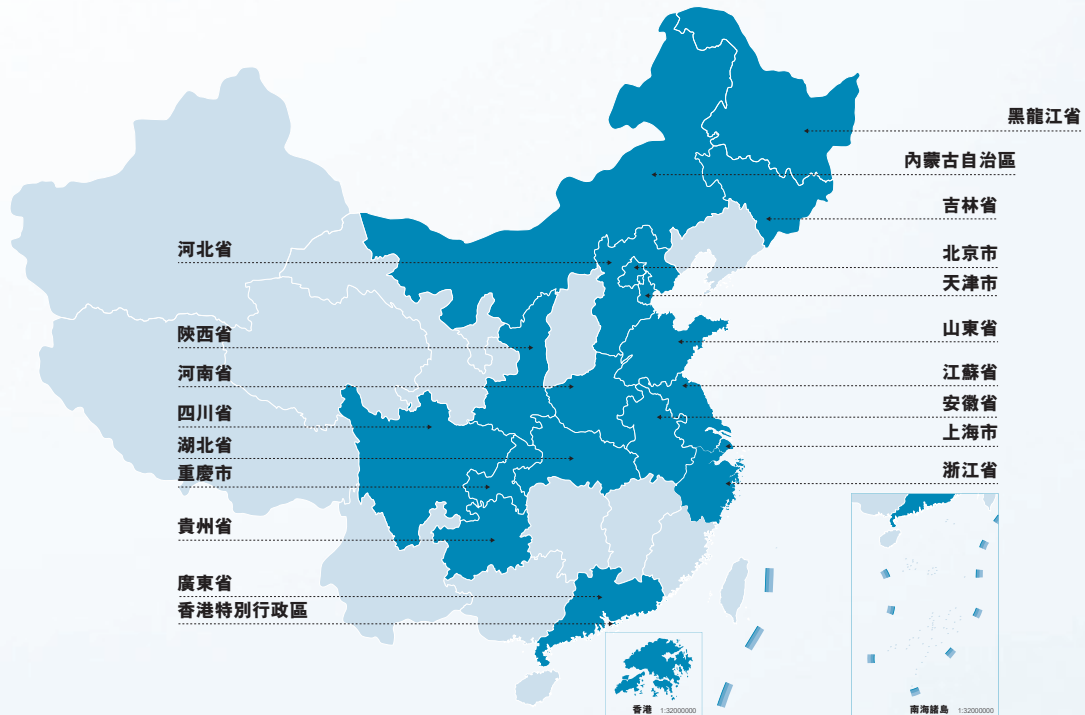 黑龍江省
內蒙古自治區
吉林省
河北省
北京市
天津市
陝西省
山東省
河南省
江蘇省
四川省
安徽省
湖北省
上海市
重慶市
浙江省
貴州省
廣東省
香港特別行政區
香港 1:32000000
南海諸島 1:32000000